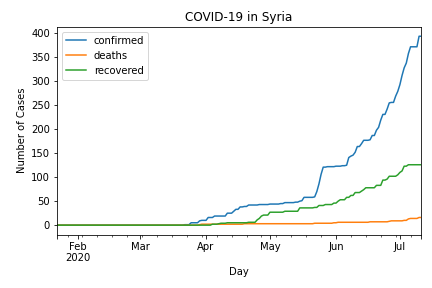 COVID-19 in Syria
confirmed
deaths
recovered
Number of Cases
400
350
300
250
200
150
100
50
0
Feb Mar Apr May Jun Jul
2020
Day